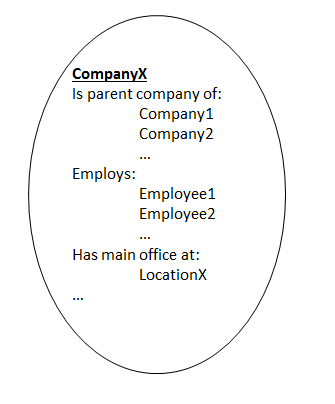 CompanyX
Is parent company of:
Company1
Company2
...
Employs:
Employee1
Employee2
...
Has main office at:
LocationX
...